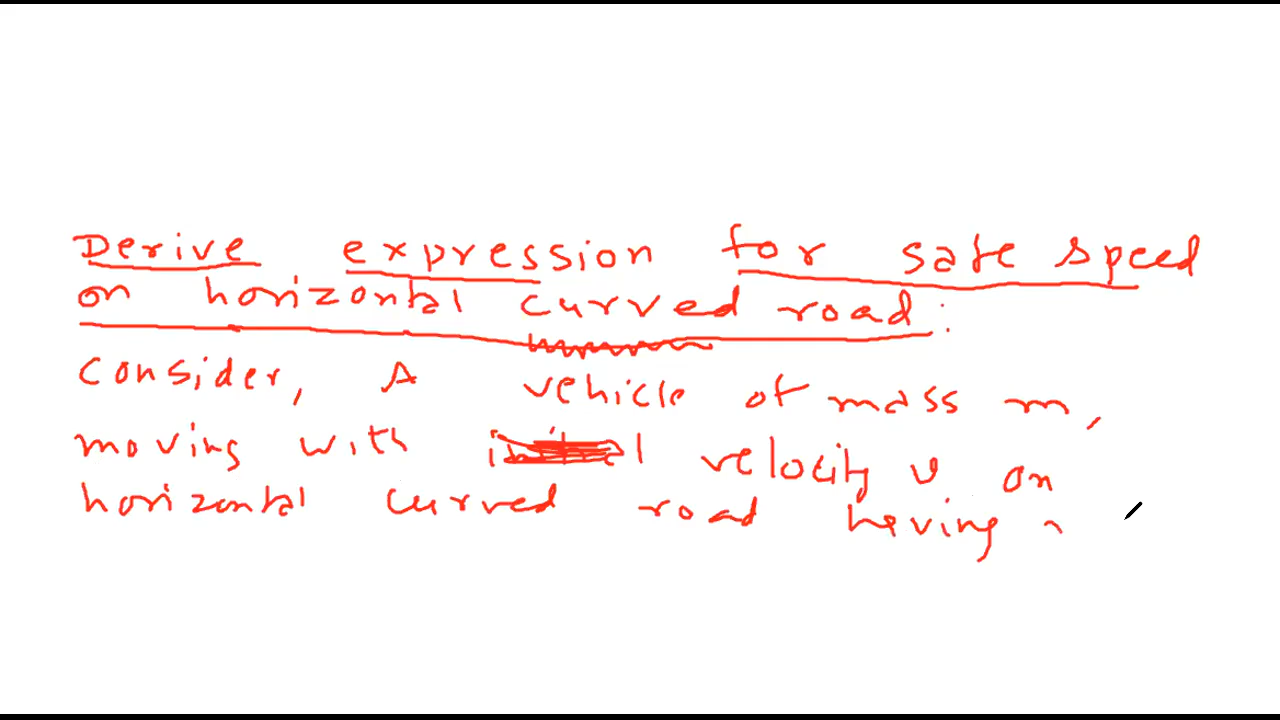 Derive expression for safe speed
on horizontal curved road:
Consider, A vehicle of mass m,
moving with velocity v on
horizontal curved road having